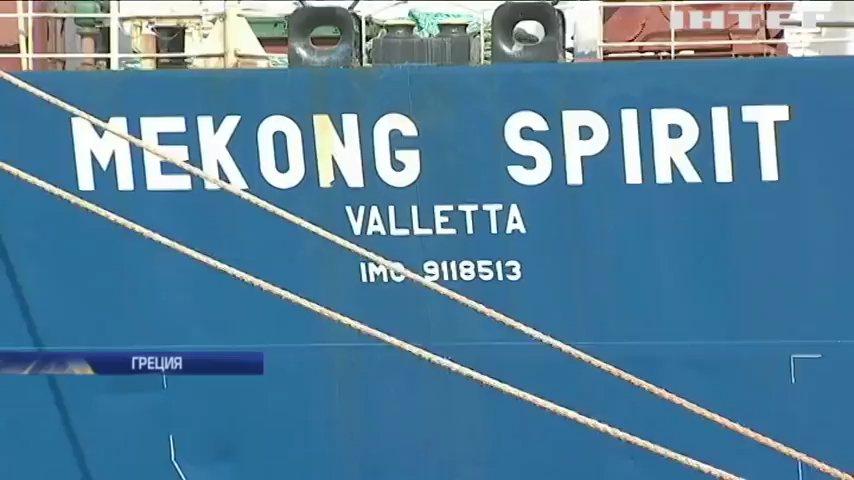 ІНТЕР
MEKONG SPIRIT
VALLETTA
IMO 9118513
ГРЕЦИЯ